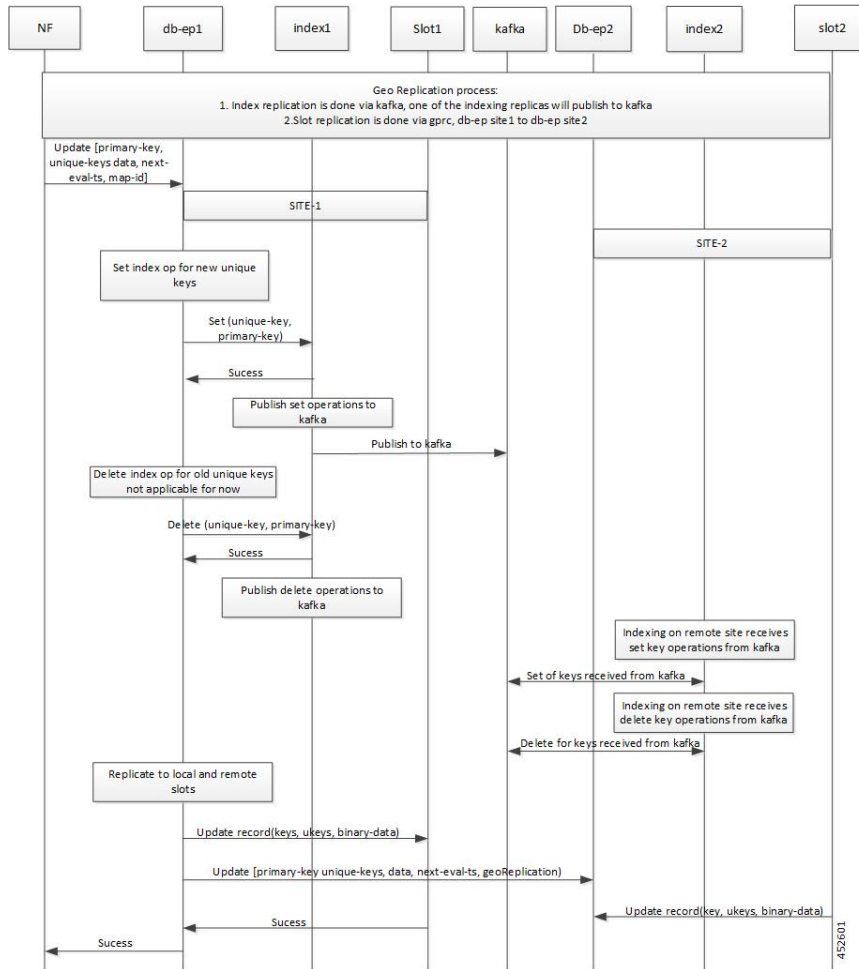 NF
db-ep1
index1
Slot1
kafka
Db-ep2
index2
slot2
Geo Replication process:
1. Index replication is done via kafka, one of the indexing replicas will publish to kafka
2.Slot replication is done via gprc, db-ep site1 to db-ep site2
Update [primary-key,
unique-keys data, next-
eval-ts, map-id]
SITE-1
SITE-2
Set index op for new unique
keys
Set (unique-key,
primary-key)
Sucess
Publish set operations to
kafka
Publish to kafka
Delete index op for old unique keys
not applicable for now
Delete (unique-key, primary-key)
Sucess
Publish delete operations to
kafka
Indexing on remote site receives
set key operations from kafka
Set of keys received from kafka
Indexing on remote site receives
delete key operations from kafka
Delete for keys received from kafka
Replicate to local and remote
slots
Update record(keys, ukeys, binary-data)
Update [primary-key unique-keys, data, next-eval-ts, geoReplication)
Update record(key, ukeys, binary-data)
Sucess
Sucess
452601